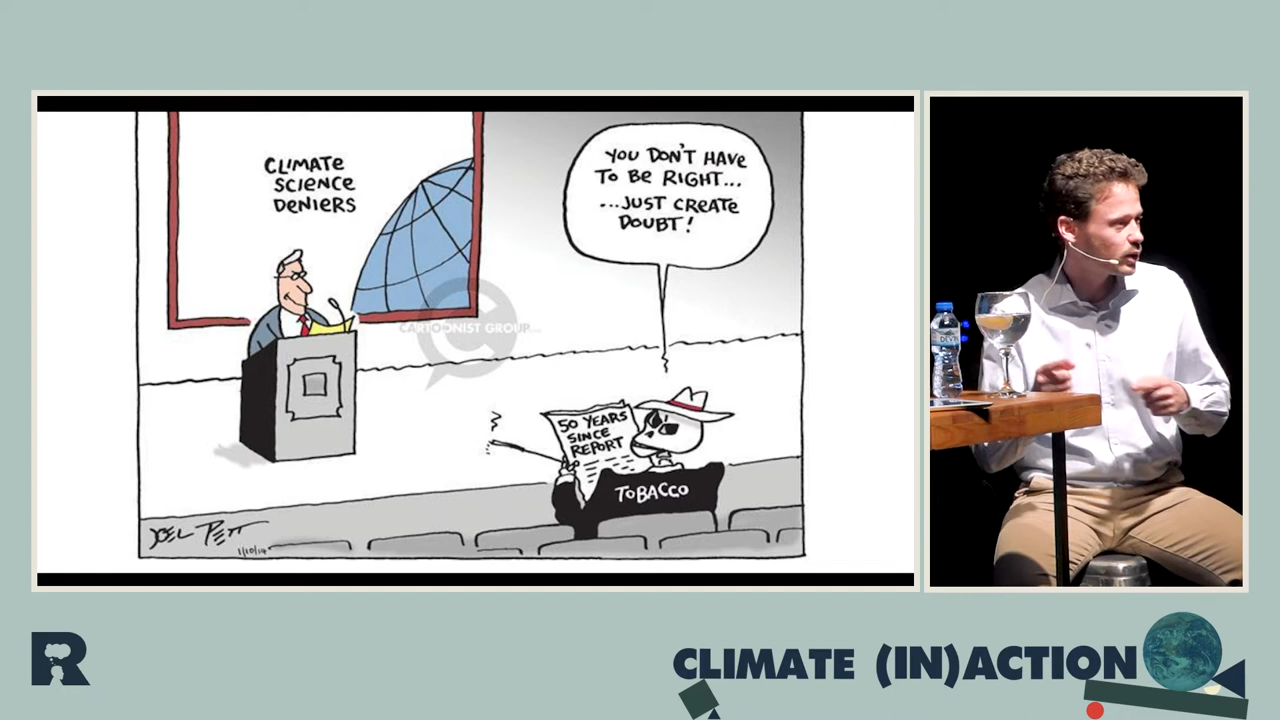 CLIMATE
SCIENCE
DENIERS
YOU DON'T HAVE
TO BE RIGHT...
...JUST CREATE
DOUBT!
CARTOONIST GROUP
50 YEARS
SINCE
REPORT
TOBACCO
JOEL PETT
1/10/14
R
CLIMATE (IN)ACTION